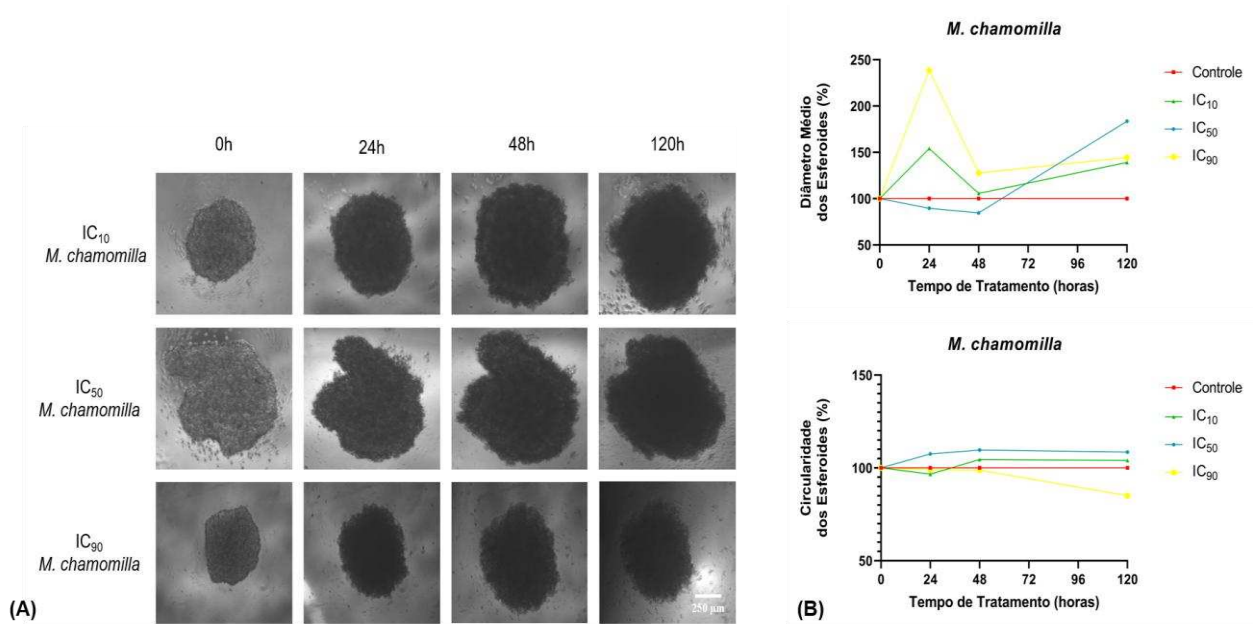 0h
24h
48h
120h
IC10
M. chamomilla
IC50
M. chamomilla
IC90
M. chamomilla
250 µm
(A)
M. chamomilla
Diâmetro Médio
dos Esferoides (%)
250
200
150
100
50
0
24
48
72
96
120
Tempo de Tratamento (horas)
Controle
IC10
IC50
IC90
M. chamomilla
Circularidade
dos Esferoides (%)
150
100
50
0
24
48
72
96
120
Tempo de Tratamento (horas)
Controle
IC10
IC50
IC90
(B)